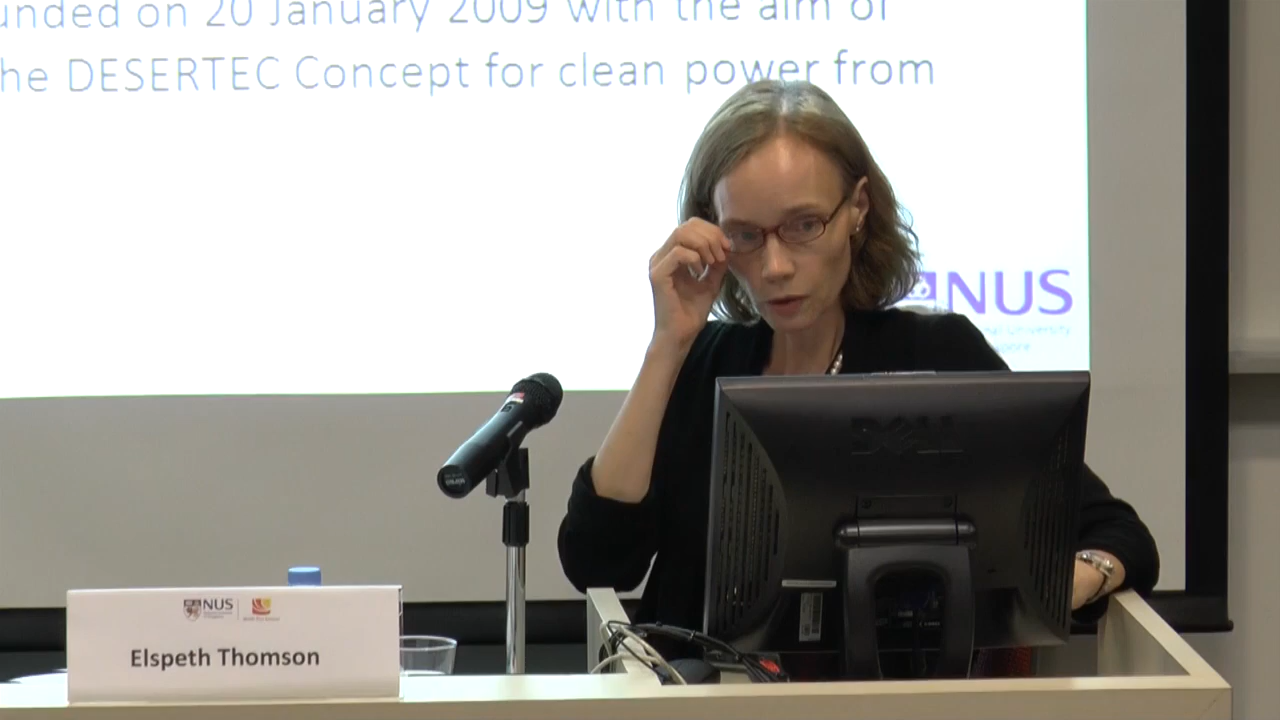 unded on 20 January 2009 with the aim of
he DESERTEC Concept for clean power from
NUS
DELL
NUS
Elspeth Thomson